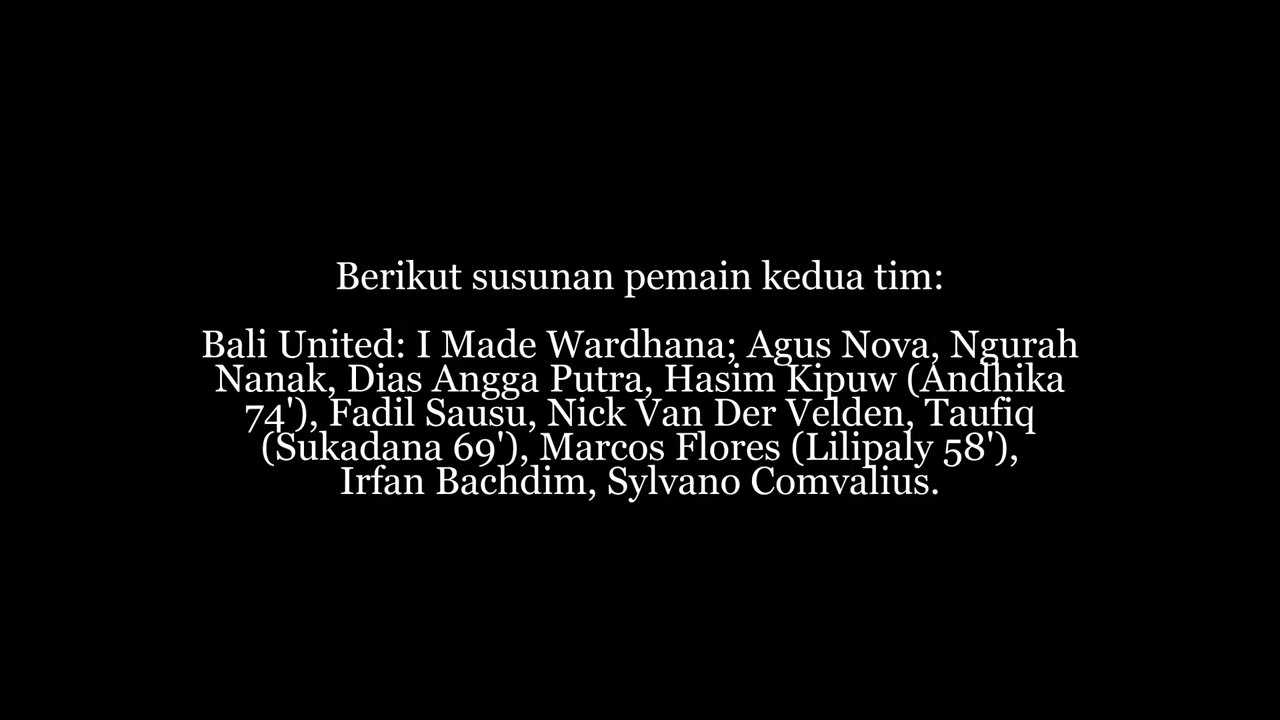 Berikut susunan pemain kedua tim:
Bali United: I Made Wardhana; Agus Nova, Ngurah
Nanak, Dias Angga Putra, Hasim Kipuw (Andhika
74'), Fadil Sausu, Nick Van Der Velden, Taufiq
(Sukadana 69'), Marcos Flores (Lilipaly 58'),
Irfan Bachdim, Sylvano Comvalius.